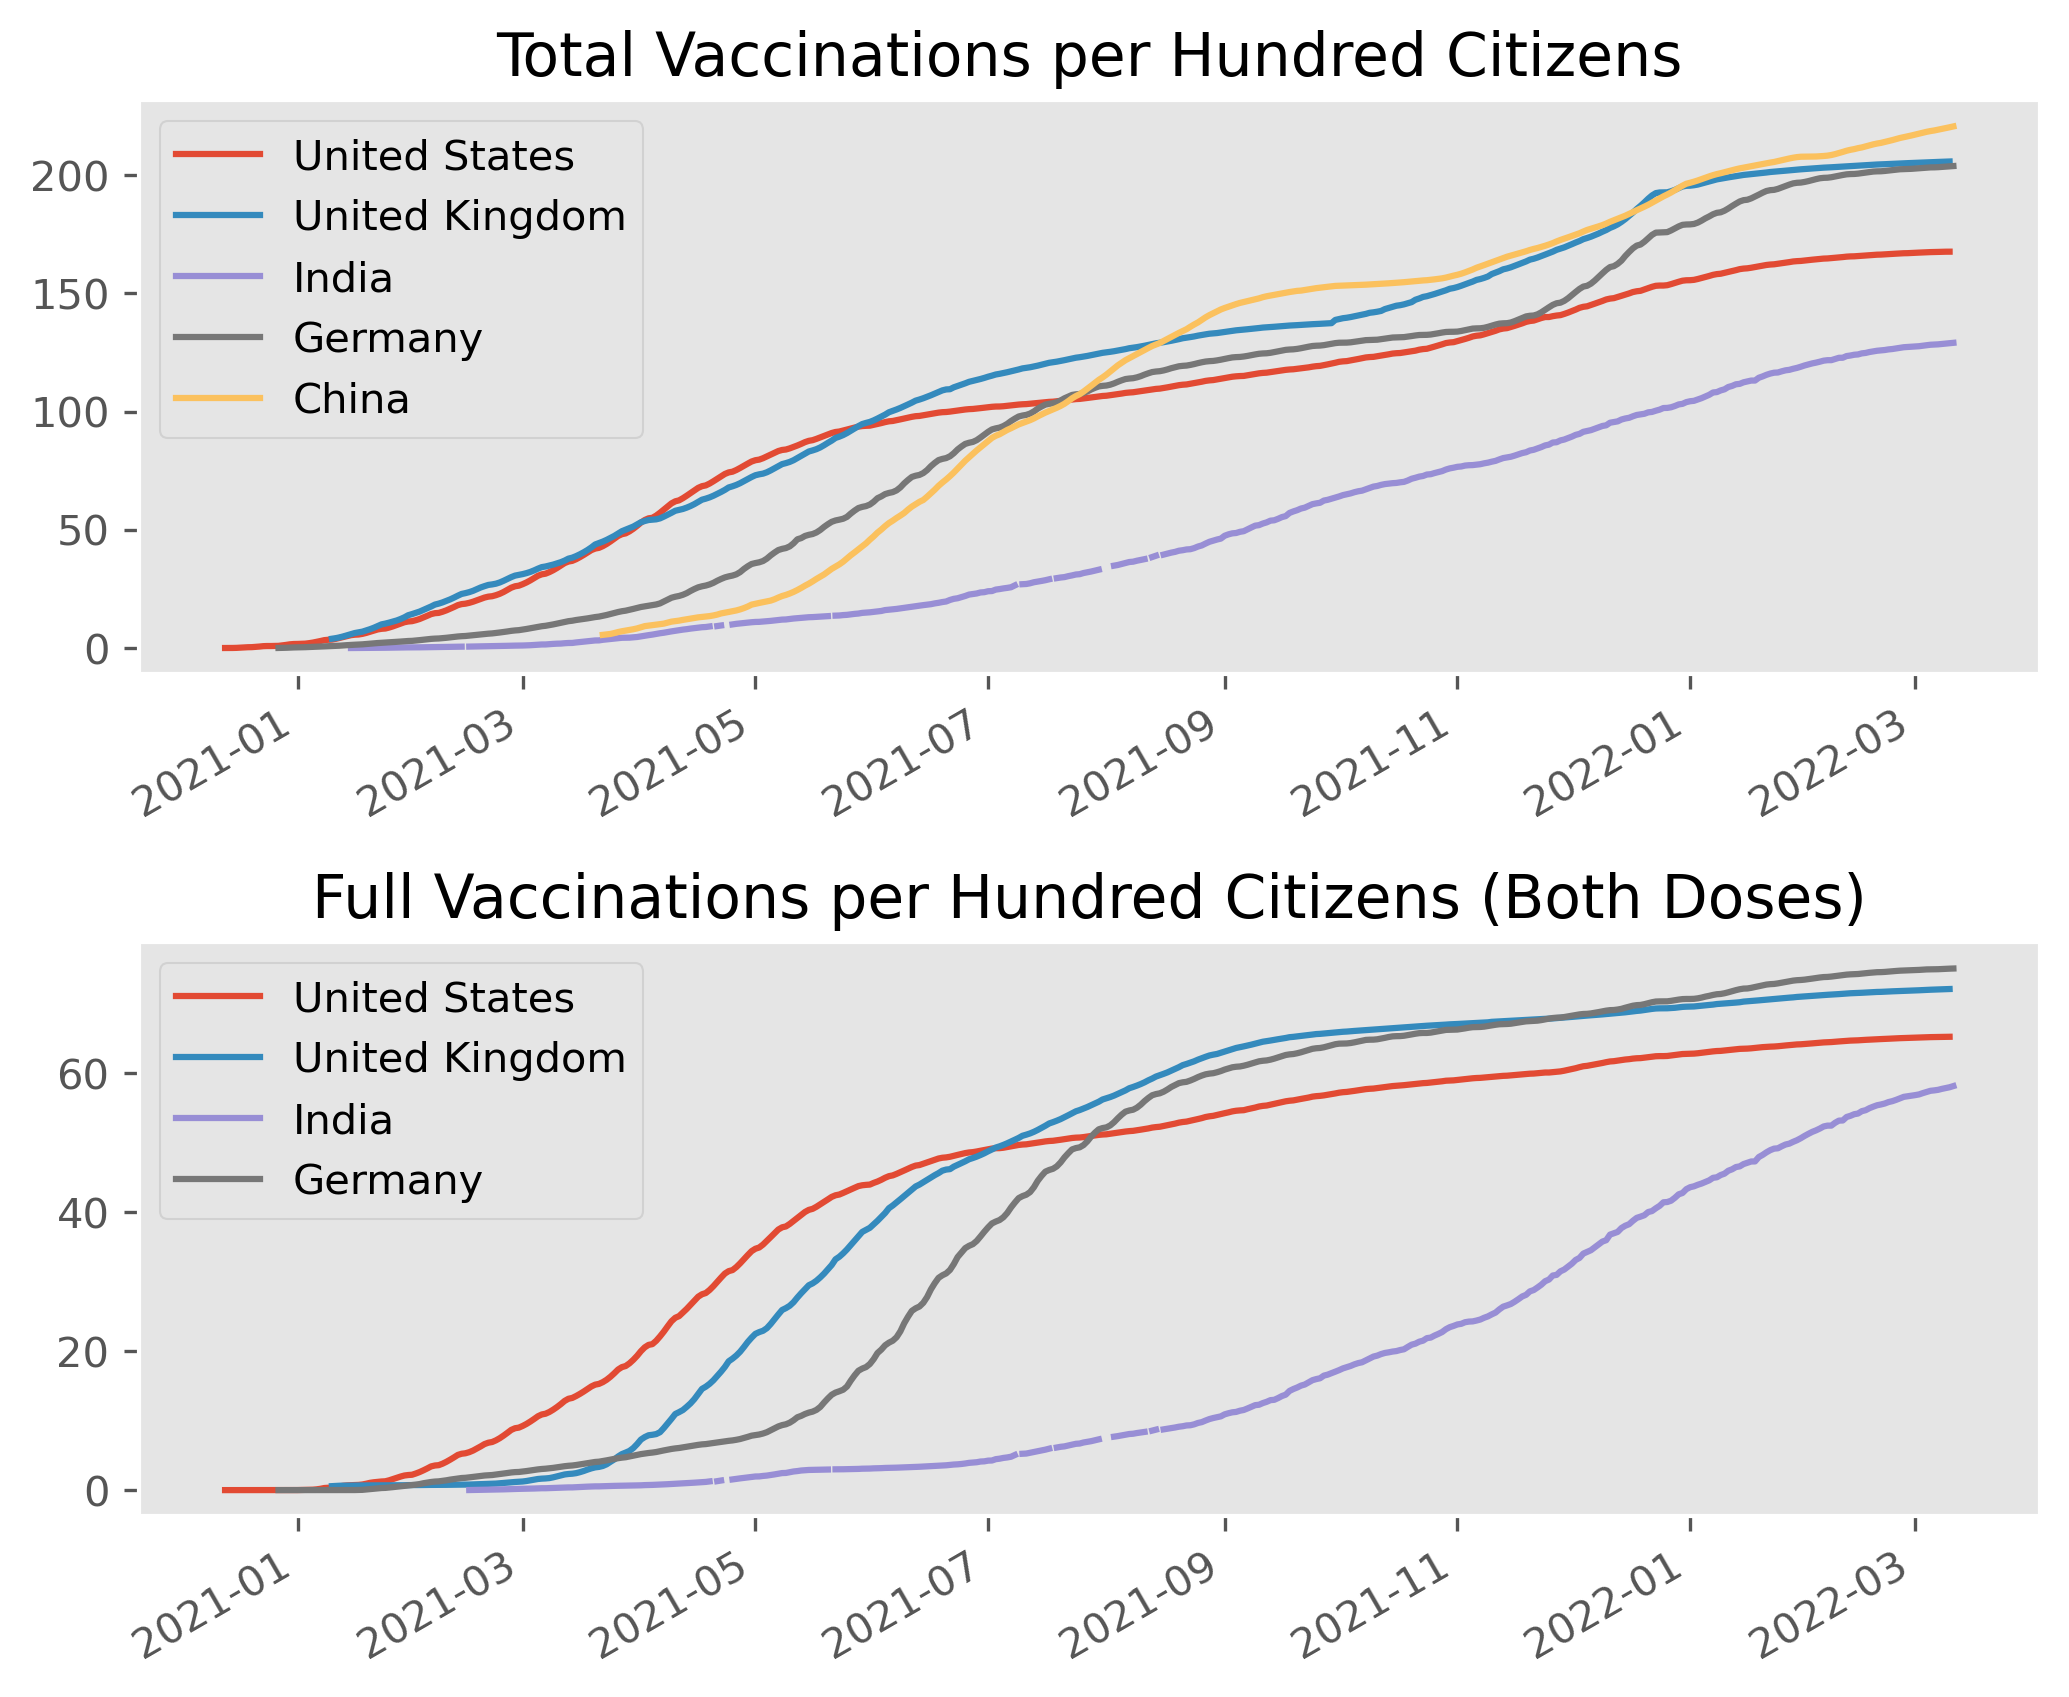 Total Vaccinations per Hundred Citizens
United States
United Kingdom
India
Germany
China
200
150
100
50
0
2021-01
2021-03
2021-05
2021-07
2021-09
2021-11
2022-01
2022-03
Full Vaccinations per Hundred Citizens (Both Doses)
United States
United Kingdom
India
Germany
60
40
20
0
2021-01
2021-03
2021-05
2021-07
2021-09
2021-11
2022-01
2022-03